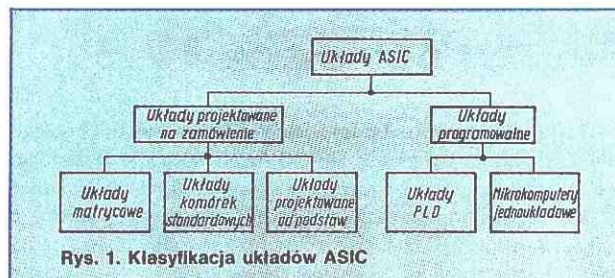 Układy ASIC
Układy projektowane
na zamówienie
Układy
programowalne
Układy
matrycowe
Układy
komórek
standardowych
Układy
projektowane
od podstaw
Układy
PLD
Mikrokomputery
jednoukładowe
Rys. 1. Klasyfikacja układów ASIC